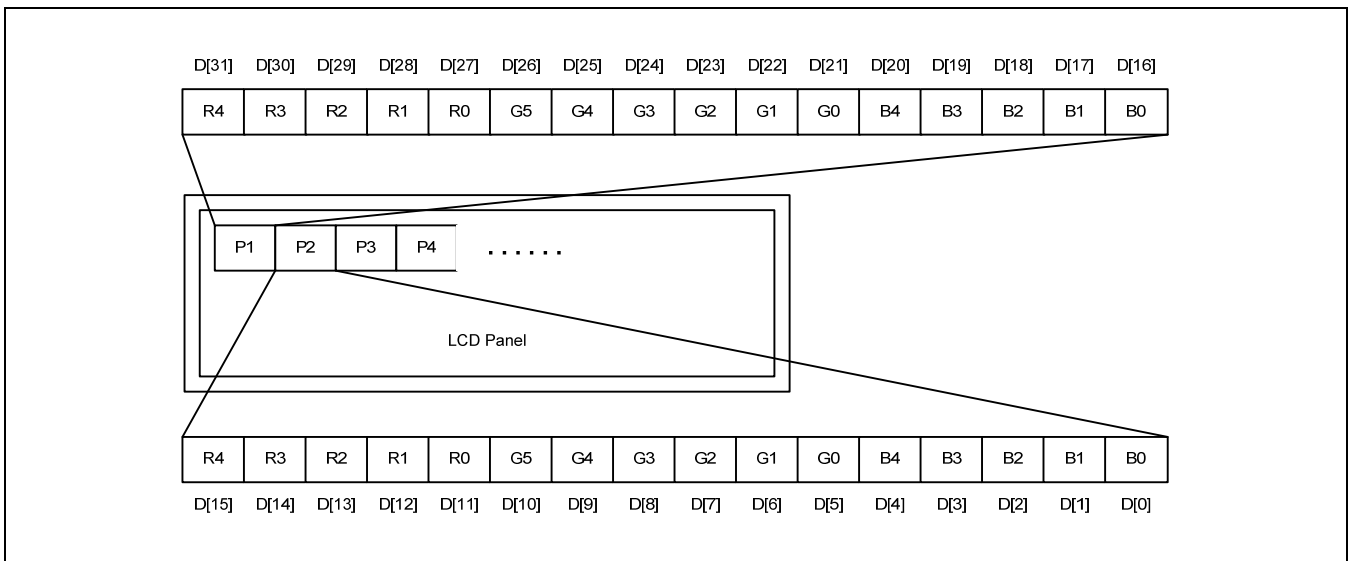 D[31] D[30] D[29] D[28] D[27] D[26] D[25] D[24] D[23] D[22] D[21] D[20] D[19] D[18] D[17] D[16]
R4 R3 R2 R1 R0 G5 G4 G3 G2 G1 G0 B4 B3 B2 B1 B0
P1 P2 P3 P4 ......
LCD Panel
R4 R3 R2 R1 R0 G5 G4 G3 G2 G1 G0 B4 B3 B2 B1 B0
D[15] D[14] D[13] D[12] D[11] D[10] D[9] D[8] D[7] D[6] D[5] D[4] D[3] D[2] D[1] D[0]